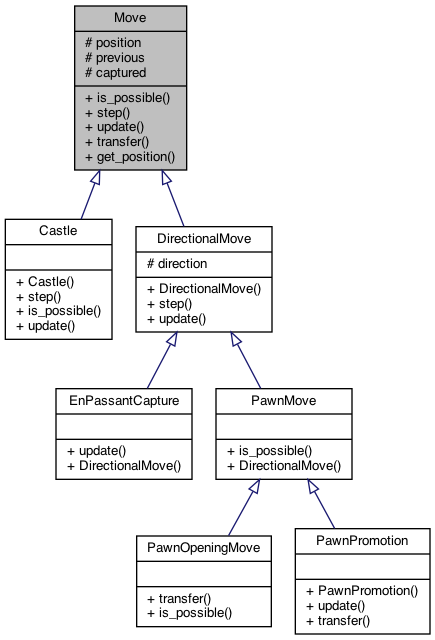 Move
# position
# previous
# captured
+ is_possible()
+ step()
+ update()
+ transfer()
+ get_position()
Castle
+ Castle()
+ step()
+ is_possible()
+ update()
DirectionalMove
# direction
+ DirectionalMove()
+ step()
+ update()
EnPassantCapture
+ update()
+ DirectionalMove()
PawnMove
+ is_possible()
+ DirectionalMove()
PawnOpeningMove
+ transfer()
+ is_possible()
PawnPromotion
+ PawnPromotion()
+ update()
+ transfer()